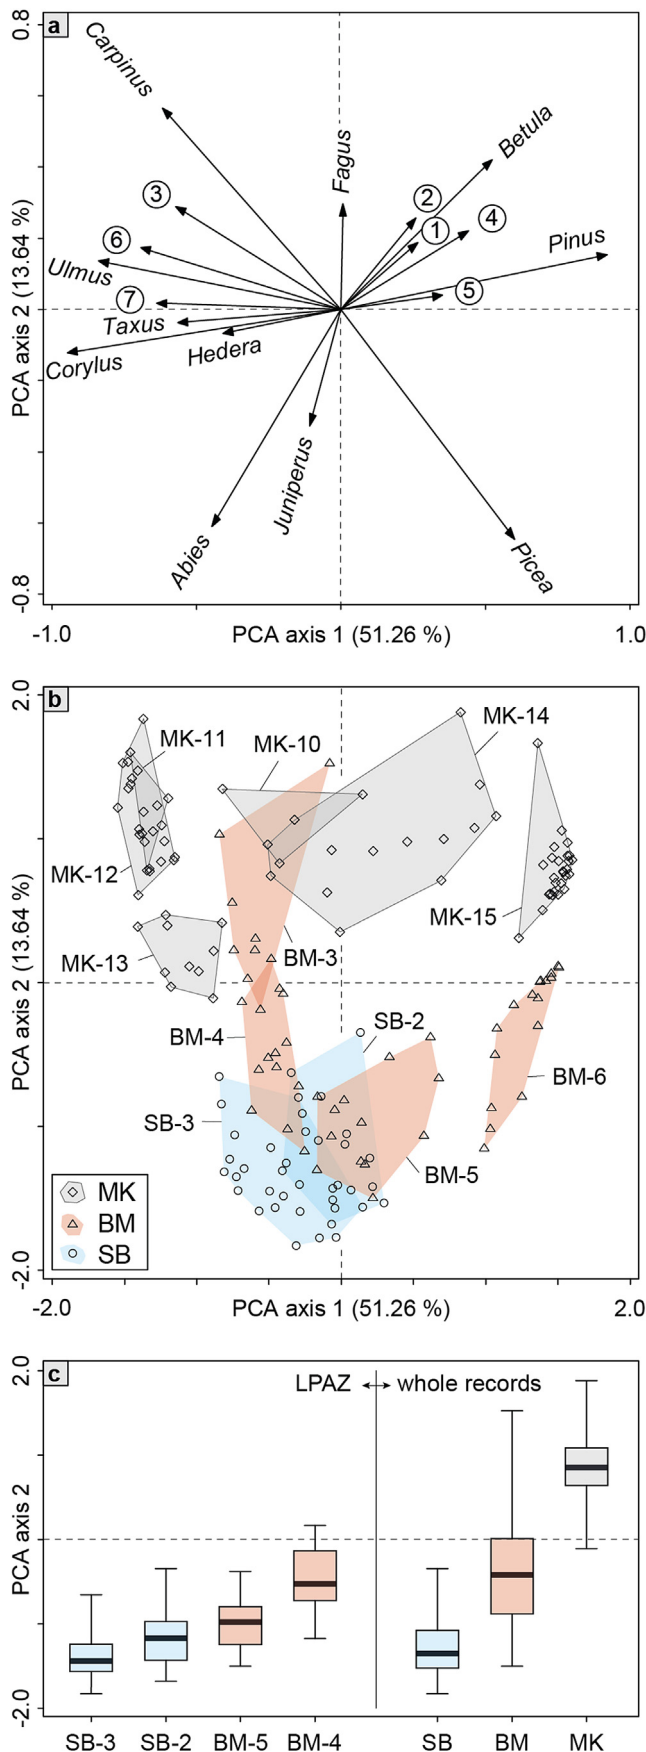 a
0.8
Carpinus
Fagus
Betula
2
3
4
1
Pinus
6
Ulmus
5
7
Taxus
Hedera
Corylus
Juniperus
Abies
Picea
PCA axis 2 (13.64 %)
-0.8
-1.0
PCA axis 1 (51.26 %)
1.0
b
2.0
MK-11
MK-10
MK-14
MK-12
MK-15
MK-13
BM-3
BM-4
SB-2
BM-6
SB-3
BM-5
MK
BM
SB
PCA axis 2 (13.64 %)
-2.0
-2.0
PCA axis 1 (51.26 %)
2.0
c
2.0
LPAZ whole records
PCA axis 2
-2.0
SB-3 SB-2 BM-5 BM-4 SB BM MK